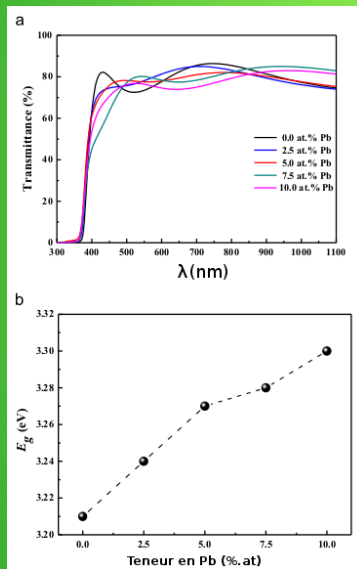 a
100
80
60
40
20
0
Transmittance (%)
0.0 at.% Pb
2.5 at.% Pb
5.0 at.% Pb
7.5 at.% Pb
10.0 at.% Pb
300 400 500 600 700 800 900 1000 1100
λ(nm)
b
3.33
3.30
3.28
3.26
3.24
3.22
3.20
Eg (eV)
0.0 2.5 5.0 7.5 10.0
Teneur en Pb (%.at)